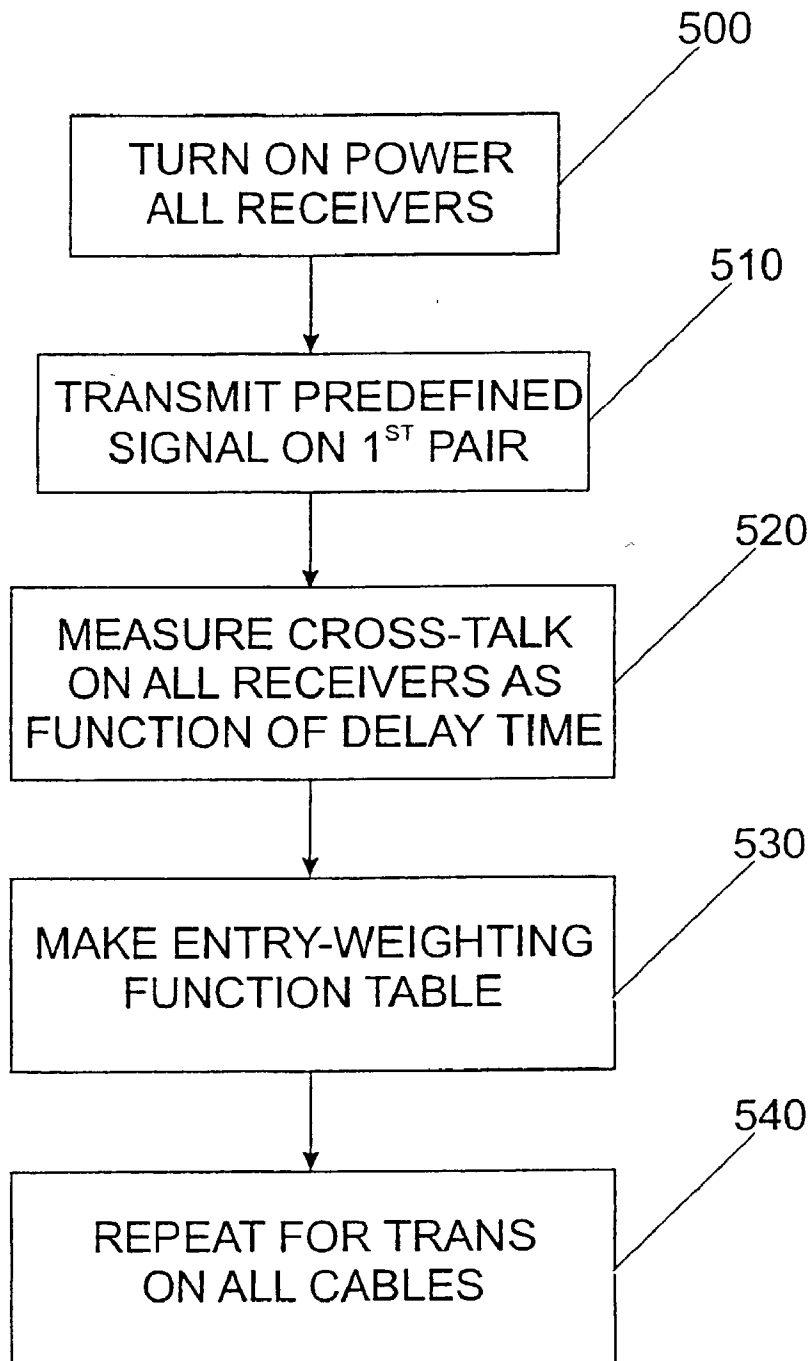 500
TURN ON POWER
ALL RECEIVERS
510
TRANSMIT PREDEFINED
SIGNAL ON 1ST PAIR
520
MEASURE CROSS-TALK
ON ALL RECEIVERS AS
FUNCTION OF DELAY TIME
530
MAKE ENTRY-WEIGHTING
FUNCTION TABLE
540
REPEAT FOR TRANS
ON ALL CABLES